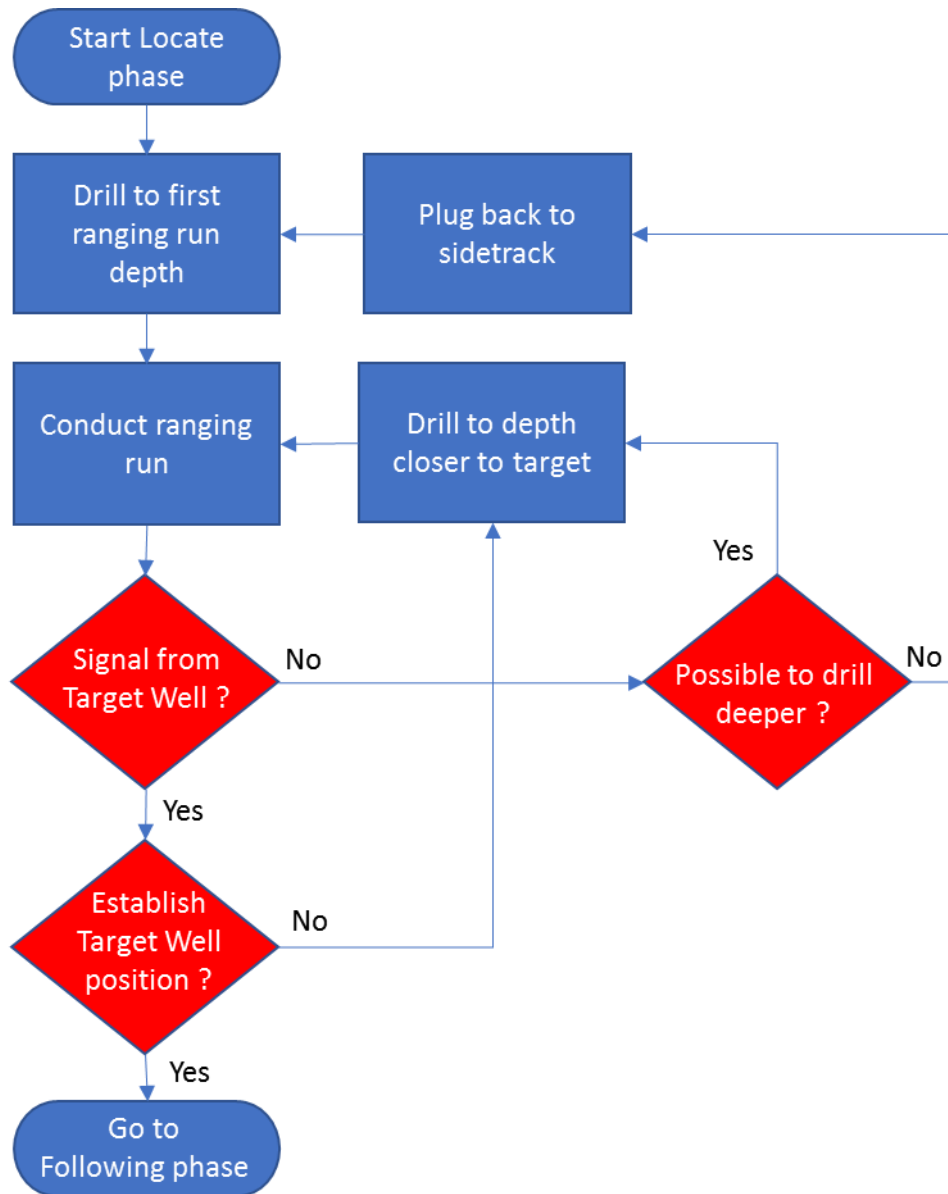 Start Locate
phase
Drill to first
ranging run
depth
Plug back to
sidetrack
Conduct ranging
run
Drill to depth
closer to target
Yes
Signal from
Target Well ?
No
Possible to drill
deeper ?
No
Yes
Establish
Target Well
position ?
No
Yes
Go to
Following phase